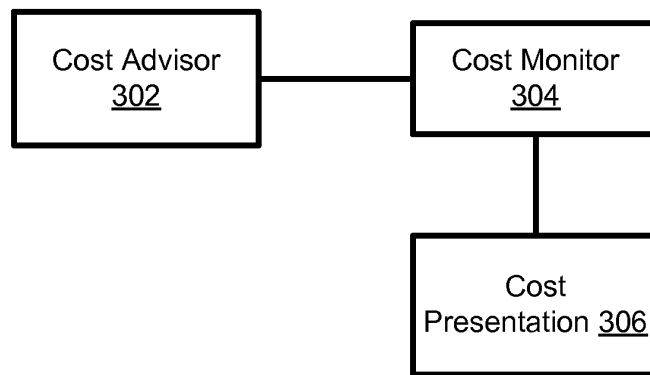 Cost Advisor
302
Cost Monitor
304
Cost
Presentation 306